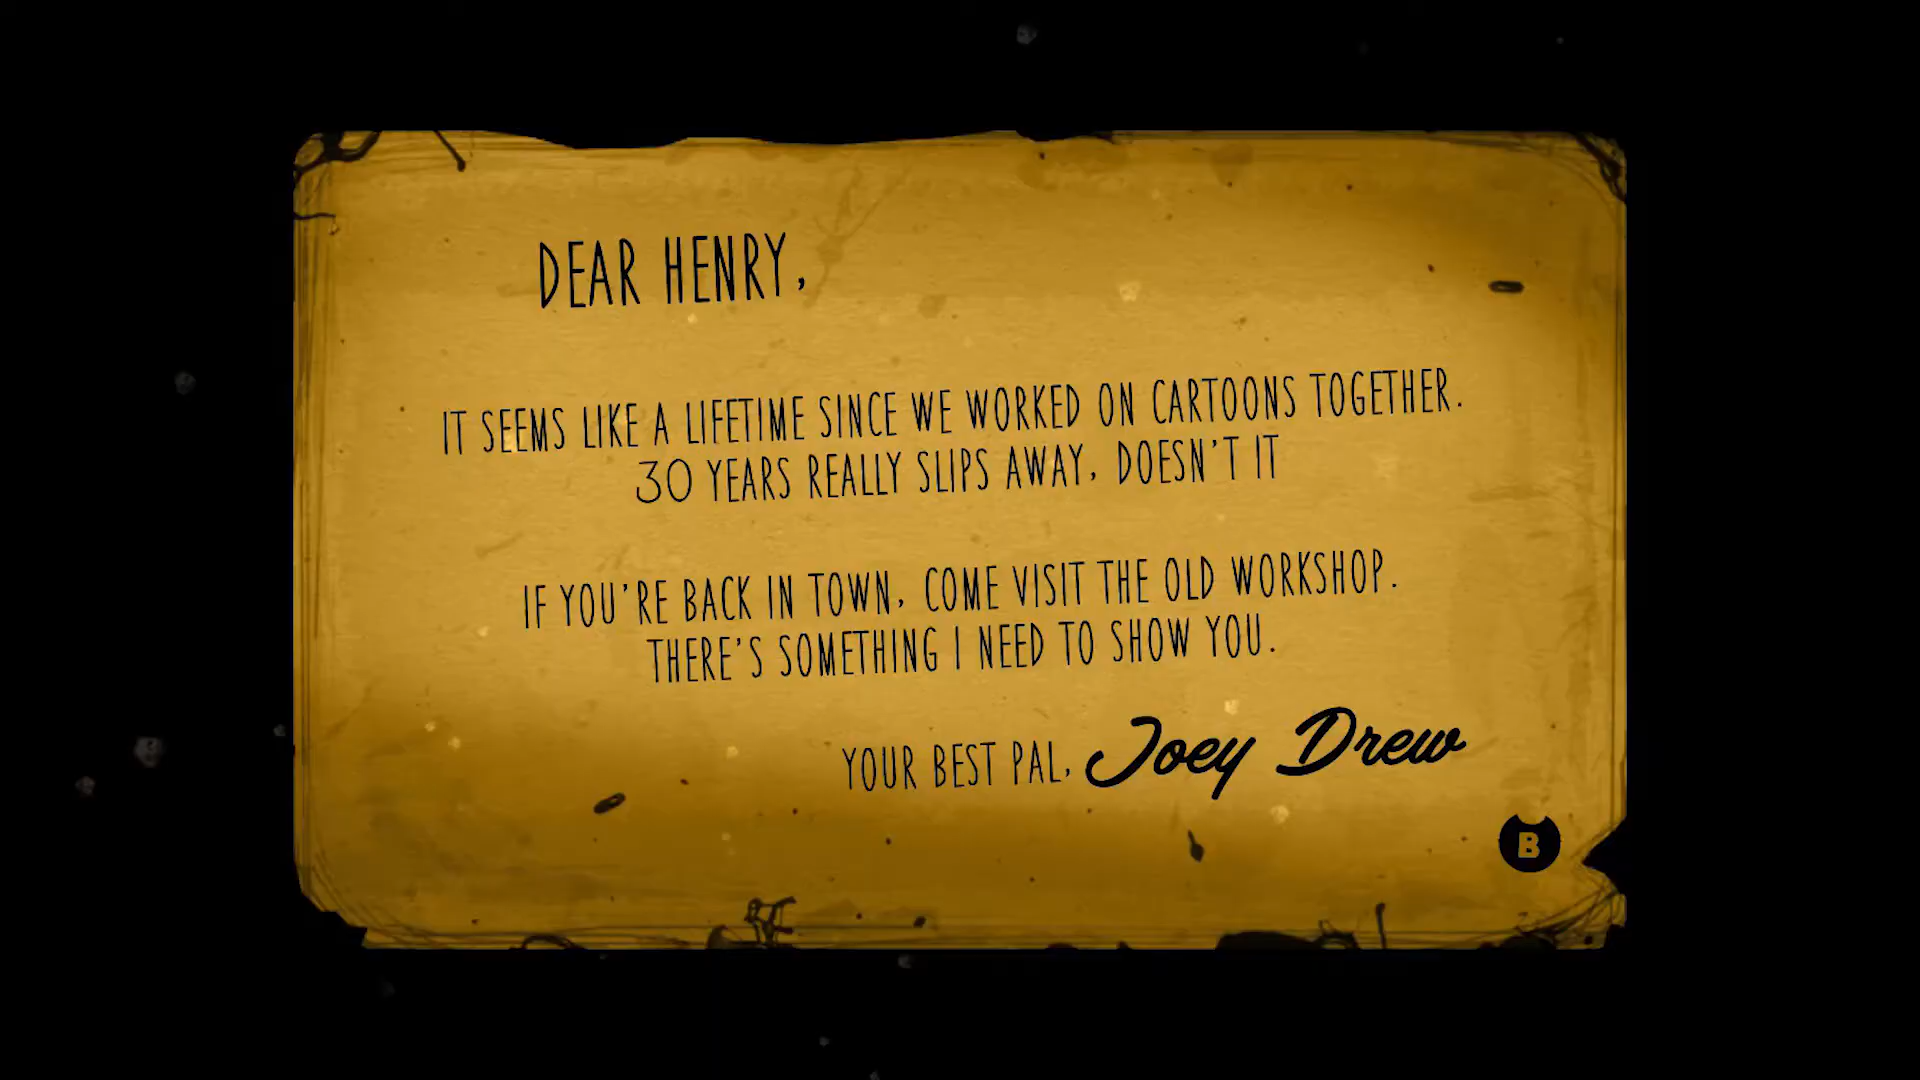 DEAR HENRY,
IT SEEMS LIKE A LIFETIME SINCE WE WORKED ON CARTOONS TOGETHER.
30 YEARS REALLY SLIPS AWAY, DOESN'T IT
IF YOU'RE BACK IN TOWN, COME VISIT THE OLD WORKSHOP.
THERE'S SOMETHING I NEED TO SHOW YOU.
YOUR BEST PAL, Joey Drew
B